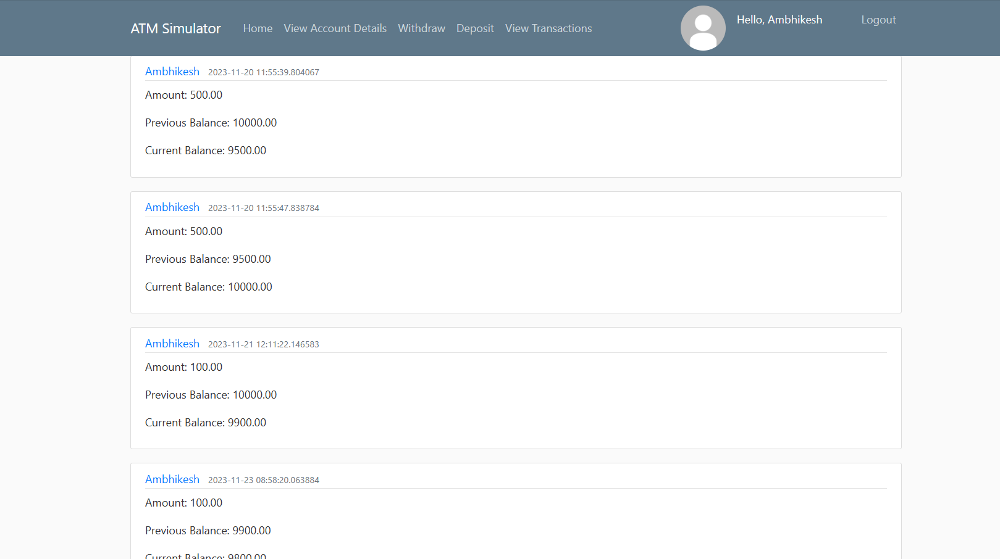 ATM Simulator Home View Account Details Withdraw Deposit View Transactions Hello, Ambhikesh Logout
Ambhikesh 2023-11-20 11:55:39.804067
Amount: 500.00
Previous Balance: 10000.00
Current Balance: 9500.00
Ambhikesh 2023-11-20 11:55:47.838784
Amount: 500.00
Previous Balance: 9500.00
Current Balance: 10000.00
Ambhikesh 2023-11-21 12:11:22.146583
Amount: 100.00
Previous Balance: 10000.00
Current Balance: 9900.00
Ambhikesh 2023-11-23 08:58:20.063884
Amount: 100.00
Previous Balance: 9900.00
Current Balance: 9800.00